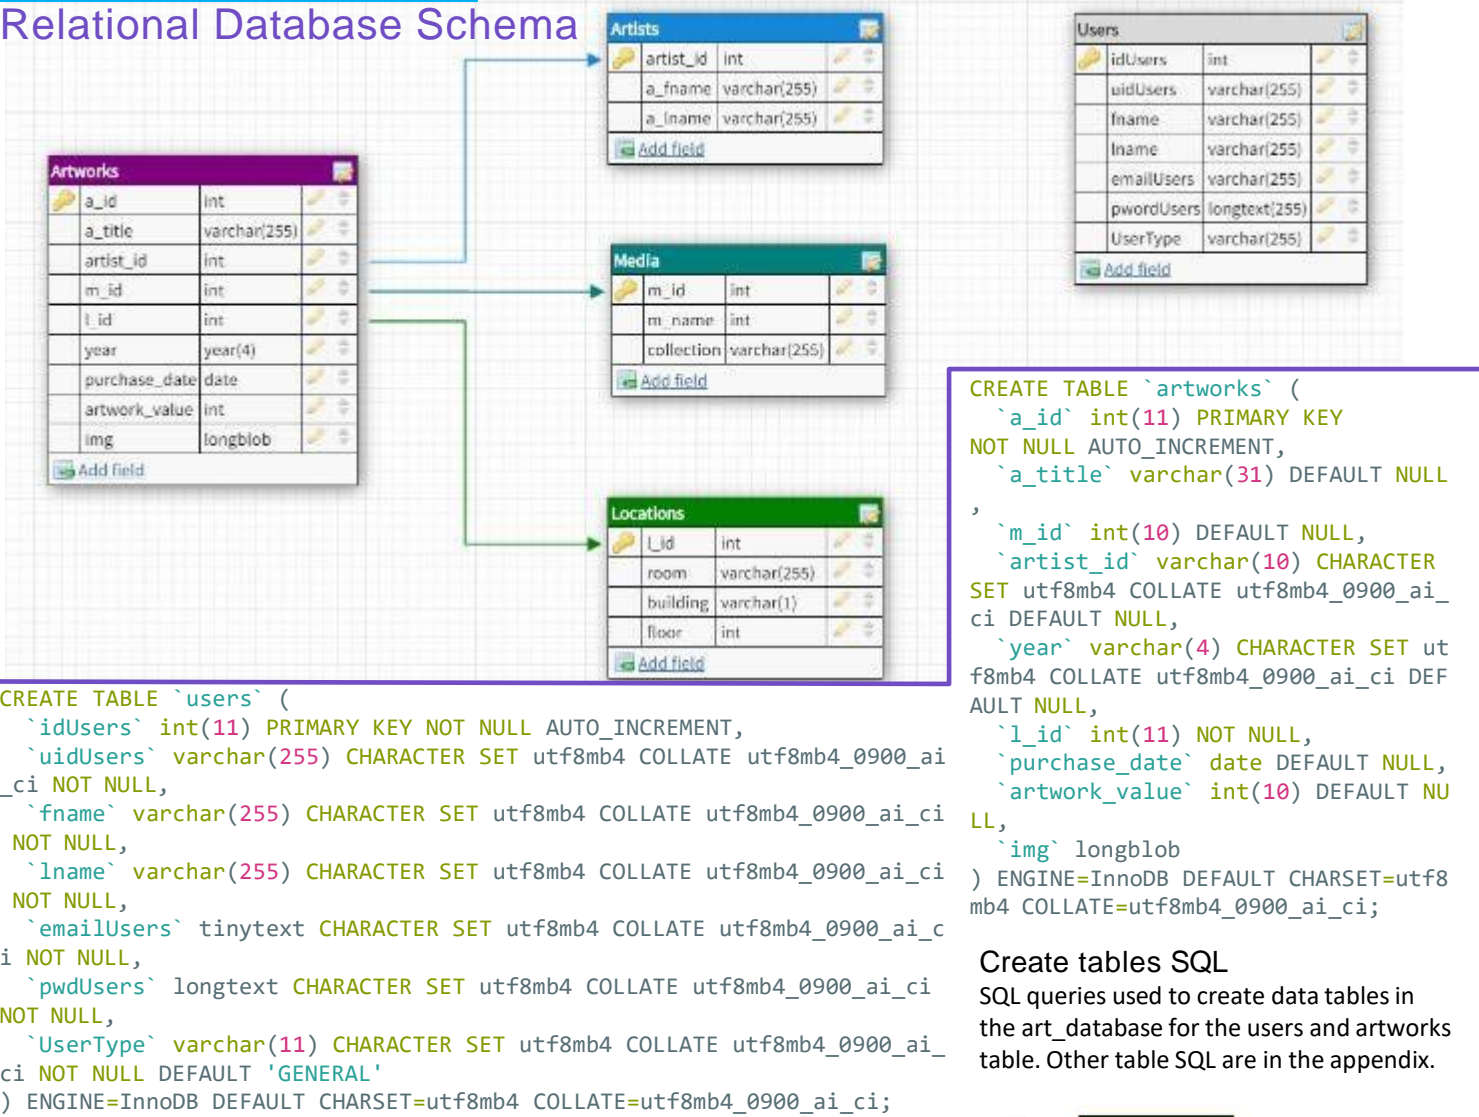 Relational Database Schema
Artists
artist_id int
a_fname varchar(255)
a_lname varchar(255)
Add field
Users
idUsers int
uidUsers varchar(255)
fname varchar(255)
lname varchar(255)
emailUsers varchar(255)
pwordUsers longtext(255)
UserType varchar(255)
Add field
Artworks
a_id int
a_title varchar(255)
artist_id int
m_id int
l_id int
year year(4)
purchase_date date
artwork_value int
img longblob
Add field
Media
m_id int
m_name int
collection varchar(255)
Add field
Locations
l_id int
room varchar(255)
building varchar(1)
floor int
Add field
CREATE TABLE `artworks` (
`a_id` int(11) PRIMARY KEY
NOT NULL AUTO_INCREMENT,
`a_title` varchar(31) DEFAULT NULL
,
`m_id` int(10) DEFAULT NULL,
`artist_id` varchar(10) CHARACTER
SET utf8mb4 COLLATE utf8mb4_0900_ai_
ci DEFAULT NULL,
`year` varchar(4) CHARACTER SET ut
f8mb4 COLLATE utf8mb4_0900_ai_ci DEF
AULT NULL,
`l_id` int(11) NOT NULL,
`purchase_date` date DEFAULT NULL,
`artwork_value` int(10) DEFAULT NU
LL,
`img` longblob
) ENGINE=InnoDB DEFAULT CHARSET=utf8
mb4 COLLATE=utf8mb4_0900_ai_ci;
CREATE TABLE `users` (
`idUsers` int(11) PRIMARY KEY NOT NULL AUTO_INCREMENT,
`uidUsers` varchar(255) CHARACTER SET utf8mb4 COLLATE utf8mb4_0900_ai
_ci NOT NULL,
`fname` varchar(255) CHARACTER SET utf8mb4 COLLATE utf8mb4_0900_ai_ci
NOT NULL,
`lname` varchar(255) CHARACTER SET utf8mb4 COLLATE utf8mb4_0900_ai_ci
NOT NULL,
`emailUsers` tinytext CHARACTER SET utf8mb4 COLLATE utf8mb4_0900_ai_c
i NOT NULL,
`pwdUsers` longtext CHARACTER SET utf8mb4 COLLATE utf8mb4_0900_ai_ci
NOT NULL,
`UserType` varchar(11) CHARACTER SET utf8mb4 COLLATE utf8mb4_0900_ai_
ci NOT NULL DEFAULT 'GENERAL'
) ENGINE=InnoDB DEFAULT CHARSET=utf8mb4 COLLATE=utf8mb4_0900_ai_ci;
Create tables SQL
SQL queries used to create data tables in
the art_database for the users and artworks
table. Other table SQL are in the appendix.